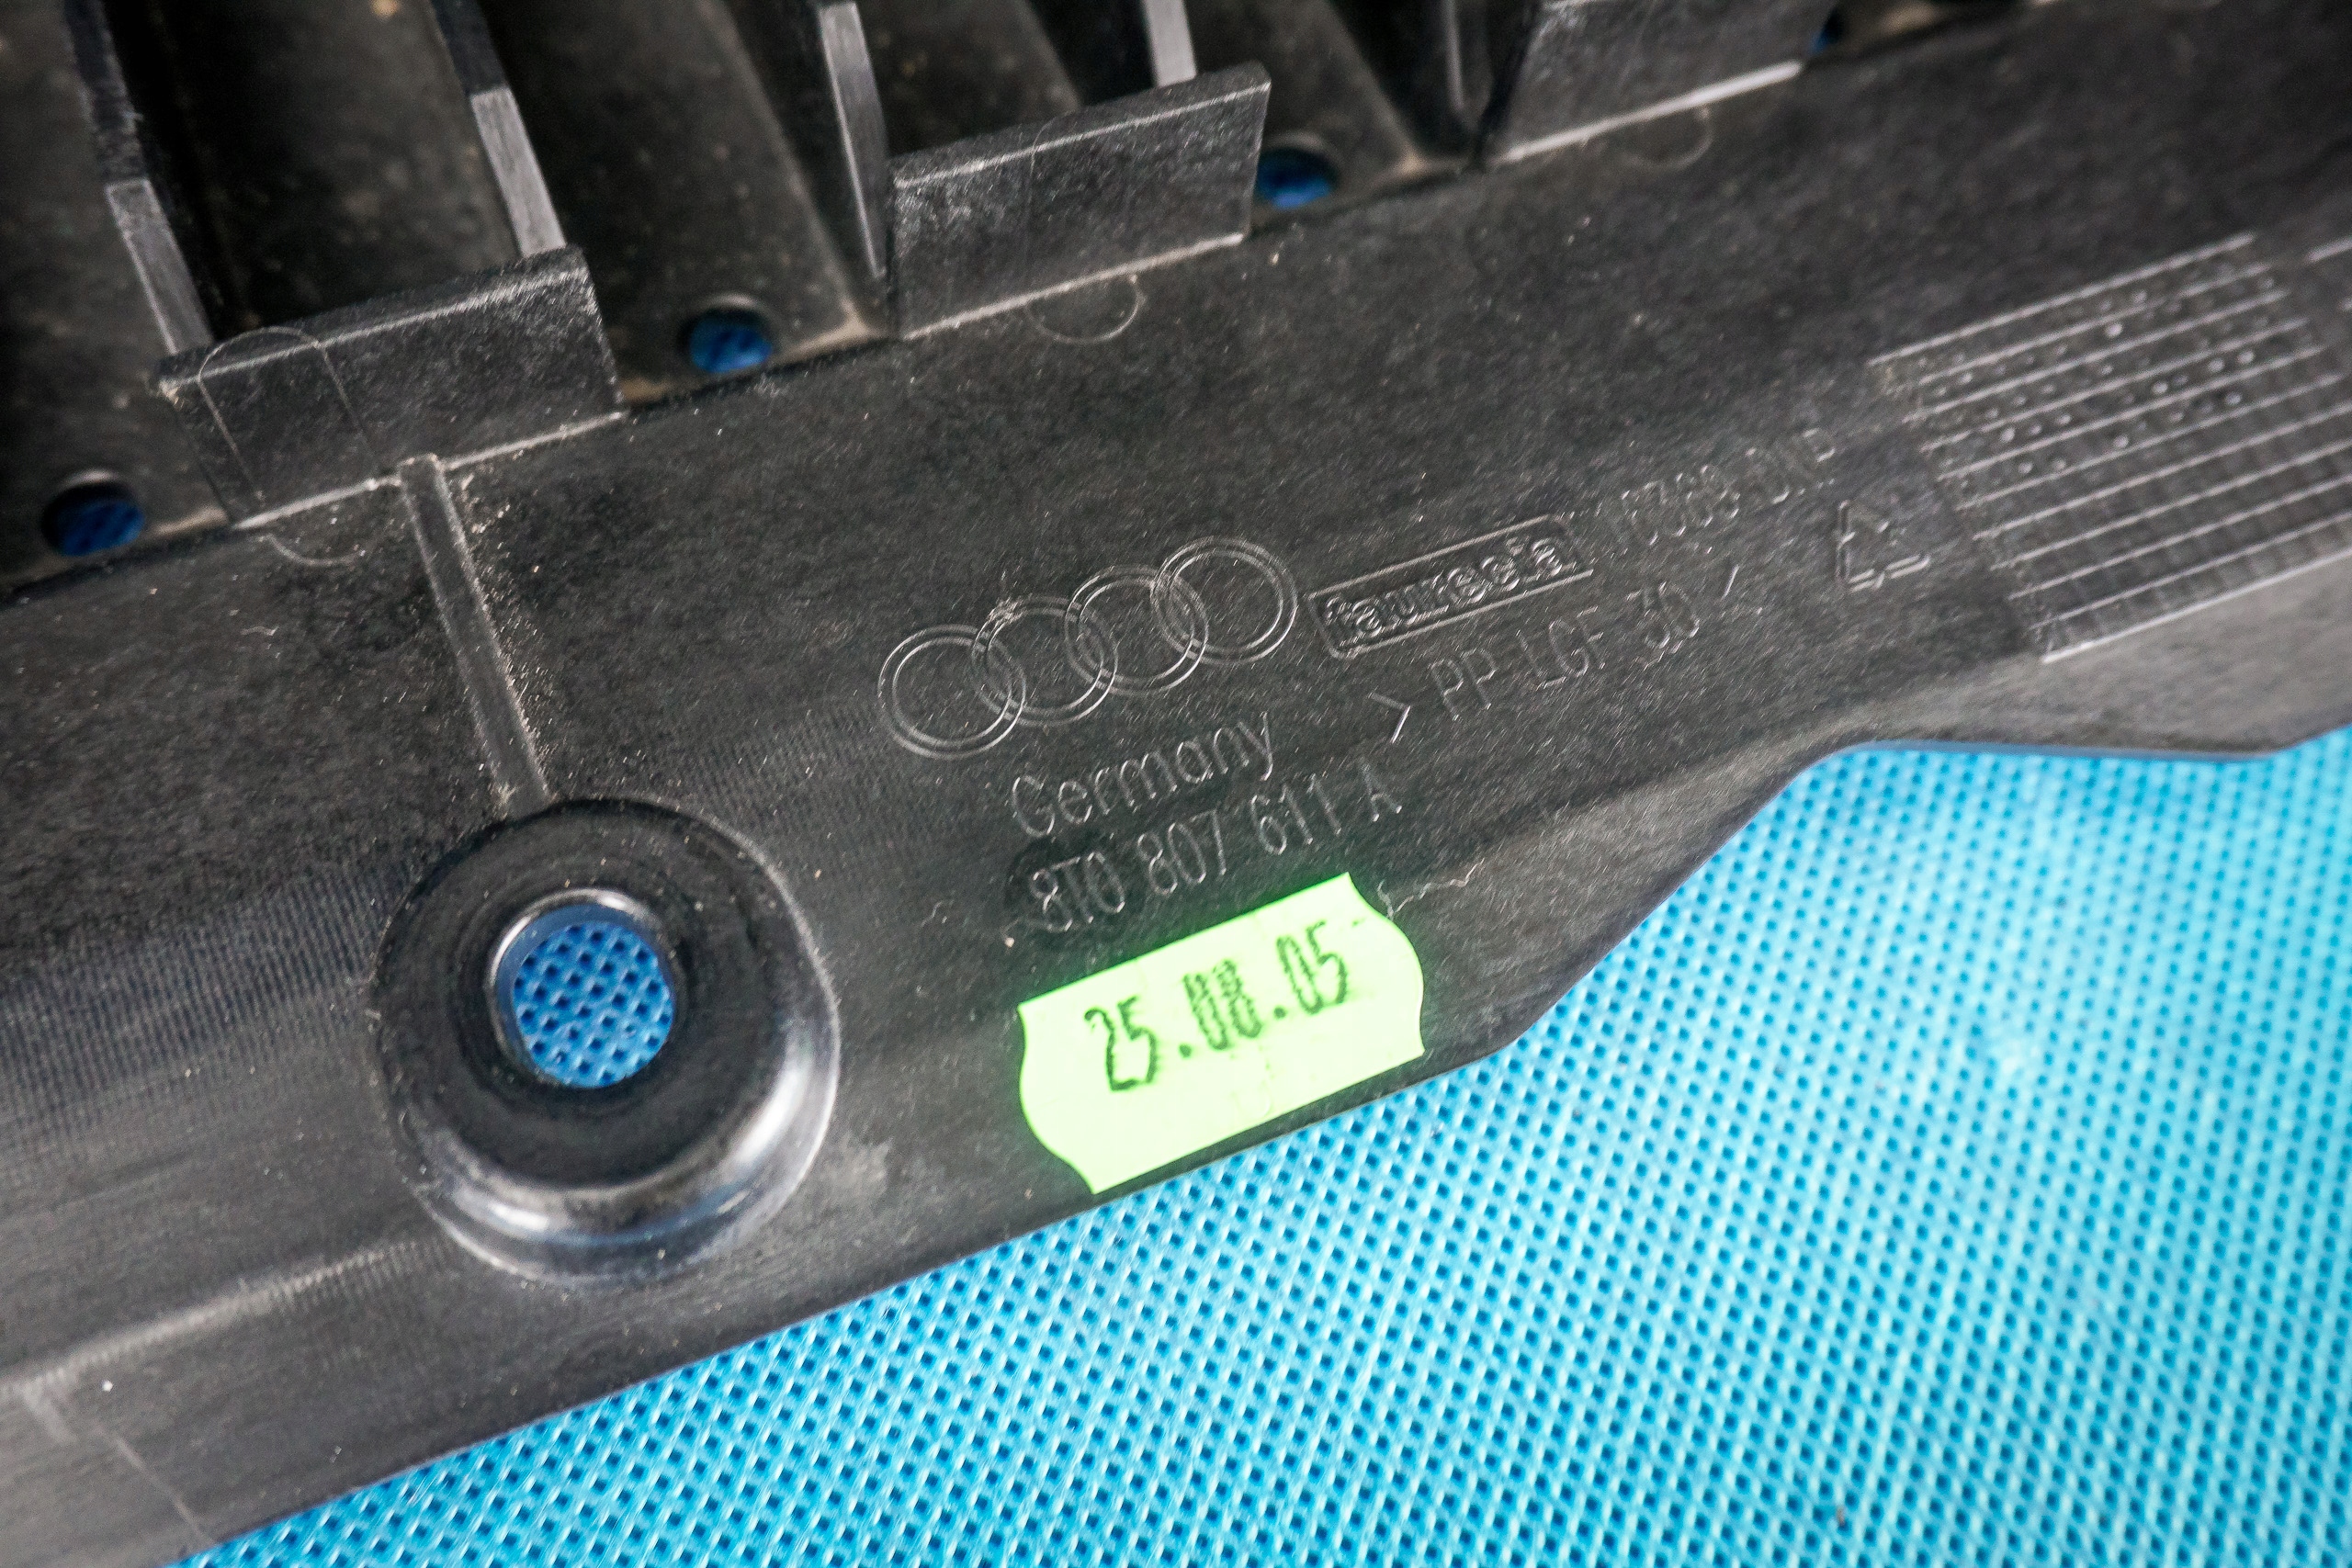 faurecia
>PP LGF 30<
Germany
8T0 807 611 A
25.08.05